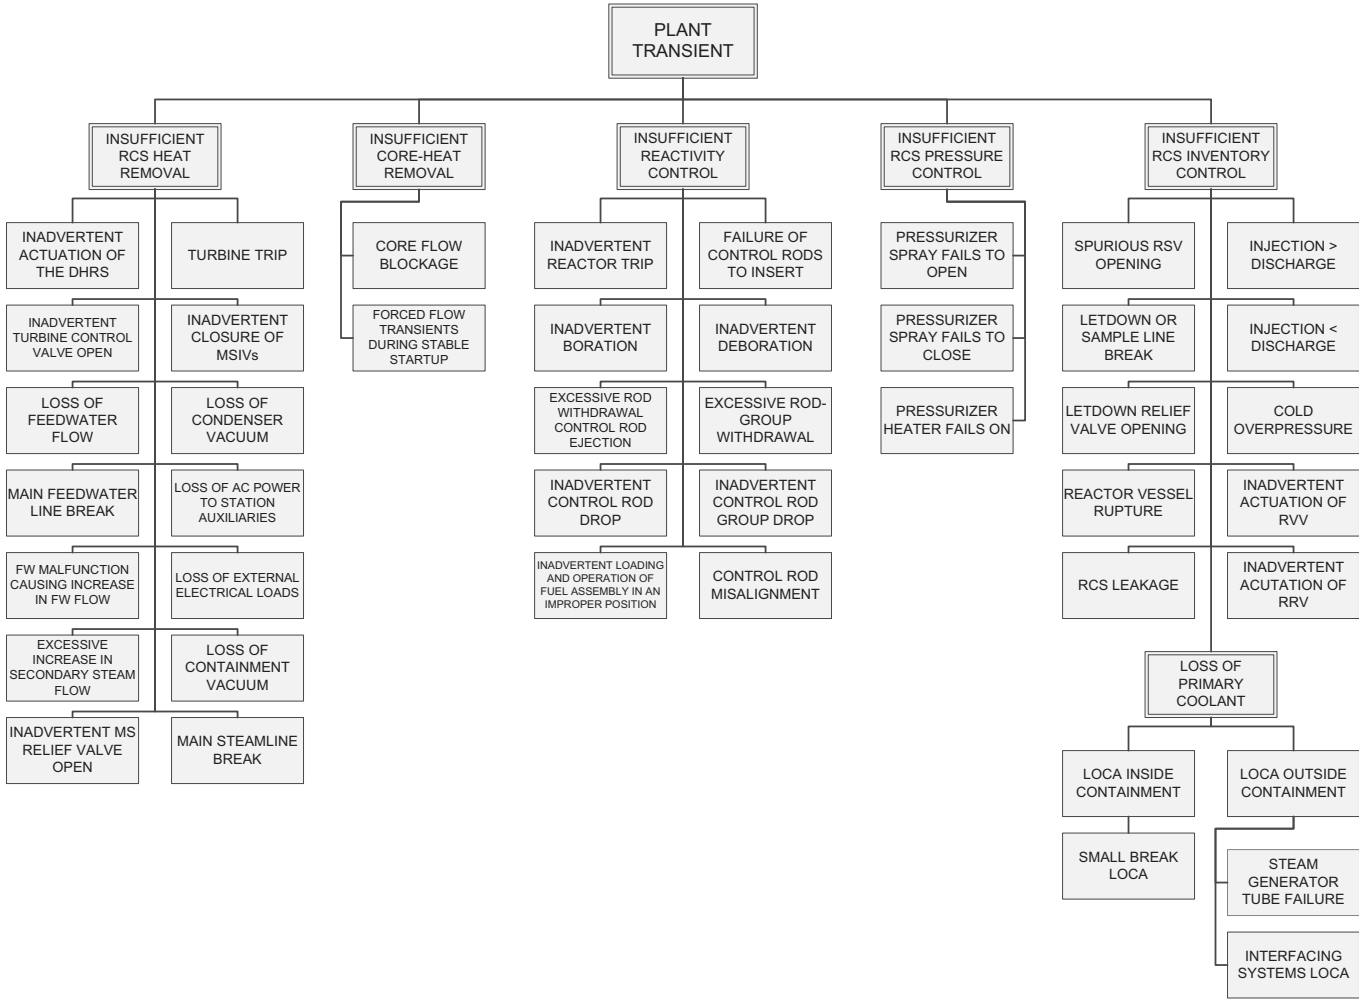 PLANT
TRANSIENT
INSUFFICIENT
RCS HEAT
REMOVAL
INSUFFICIENT
CORE-HEAT
REMOVAL
INSUFFICIENT
REACTIVITY
CONTROL
INSUFFICIENT
RCS PRESSURE
CONTROL
INSUFFICIENT
RCS INVENTORY
CONTROL
INADVERTENT
ACTUATION OF
THE DHRS
TURBINE TRIP
INADVERTENT
TURBINE CONTROL
VALVE OPEN
INADVERTENT
CLOSURE OF
MSIVs
LOSS OF
FEEDWATER
FLOW
LOSS OF
CONDENSER
VACUUM
MAIN FEEDWATER
LINE BREAK
LOSS OF AC POWER
TO STATION
AUXILIARIES
FW MALFUNCTION
CAUSING INCREASE
IN FW FLOW
LOSS OF EXTERNAL
ELECTRICAL LOADS
EXCESSIVE
INCREASE IN
SECONDARY STEAM
FLOW
LOSS OF
CONTAINMENT
VACUUM
INADVERTENT MS
RELIEF VALVE
OPEN
MAIN STEAMLINE
BREAK
CORE FLOW
BLOCKAGE
FORCED FLOW
TRANSIENTS
DURING STABLE
STARTUP
INADVERTENT
REACTOR TRIP
FAILURE OF
CONTROL RODS
TO INSERT
INADVERTENT
BORATION
INADVERTENT
DEBORATION
EXCESSIVE ROD
WITHDRAWAL
CONTROL ROD
EJECTION
EXCESSIVE ROD-
GROUP
WITHDRAWAL
INADVERTENT
CONTROL ROD
DROP
INADVERTENT
CONTROL ROD
GROUP DROP
INADVERTENT LOADING
AND OPERATION OF
FUEL ASSEMBLY IN AN
IMPROPER POSITION
CONTROL ROD
MISALIGNMENT
PRESSURIZER
SPRAY FAILS TO
OPEN
PRESSURIZER
SPRAY FAILS TO
CLOSE
PRESSURIZER
HEATER FAILS ON
SPURIOUS RSV
OPENING
INJECTION >
DISCHARGE
LETDOWN OR
SAMPLE LINE
BREAK
INJECTION <
DISCHARGE
LETDOWN RELIEF
VALVE OPENING
COLD
OVERPRESSURE
REACTOR VESSEL
RUPTURE
INADVERTENT
ACTUATION OF
RVV
RCS LEAKAGE
INADVERTENT
ACUTATION OF
RRV
LOSS OF
PRIMARY
COOLANT
LOCA INSIDE
CONTAINMENT
LOCA OUTSIDE
CONTAINMENT
SMALL BREAK
LOCA
STEAM
GENERATOR
TUBE FAILURE
INTERFACING
SYSTEMS LOCA